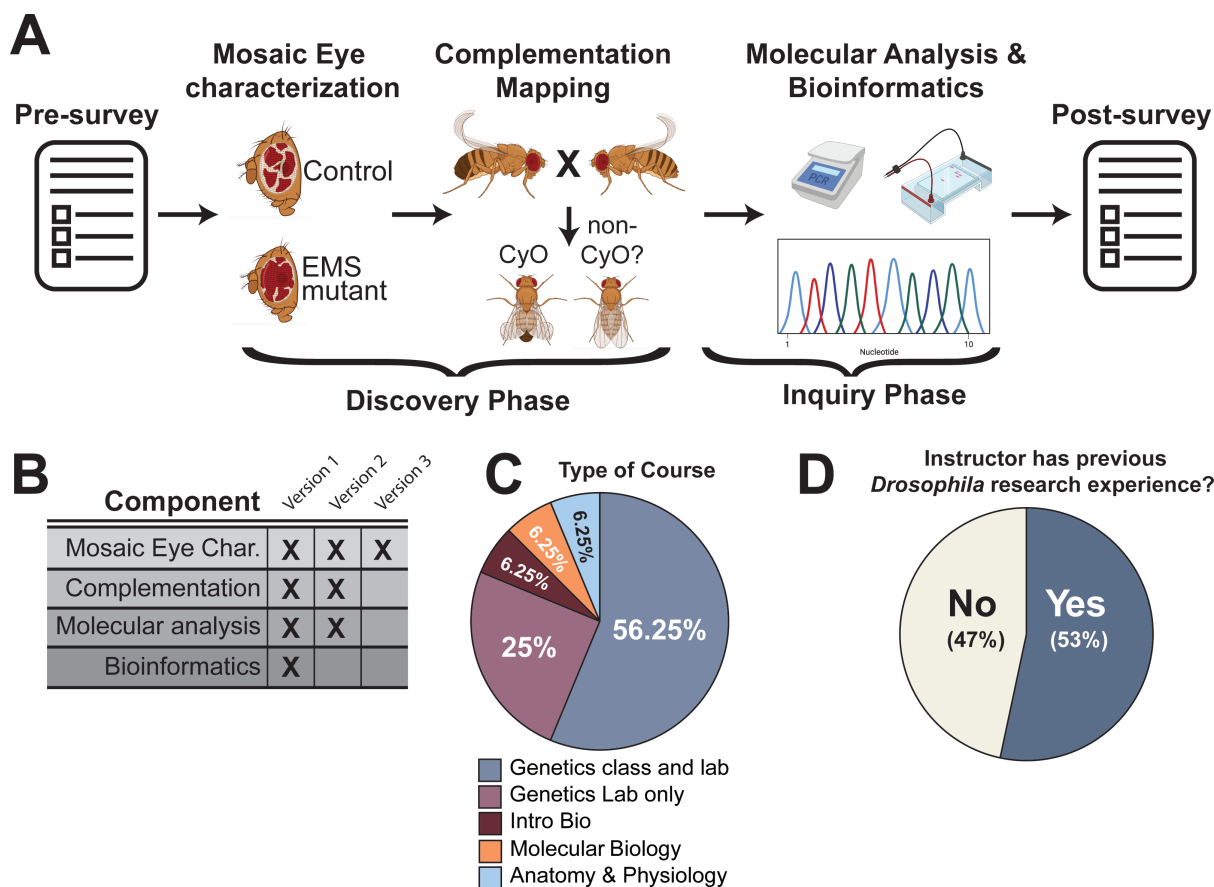 A
Pre-survey
Mosaic Eye
characterization
Control
EMS
mutant
Complementation
Mapping
X
CyO
non-
CyO?
Molecular Analysis &
Bioinformatics
PCR
1
10
Nucleotide
Post-survey
Discovery Phase
Inquiry Phase
B
Component
Version 1
Version 2
Version 3
Mosaic Eye Char. X X X
Complementation X X
Molecular analysis X X
Bioinformatics X
C
Type of Course
6.25%
6.25%
6.25%
25%
56.25%
Genetics class and lab
Genetics Lab only
Intro Bio
Molecular Biology
Anatomy & Physiology
D
Instructor has previous
Drosophila research experience?
No
(47%)
Yes
(53%)